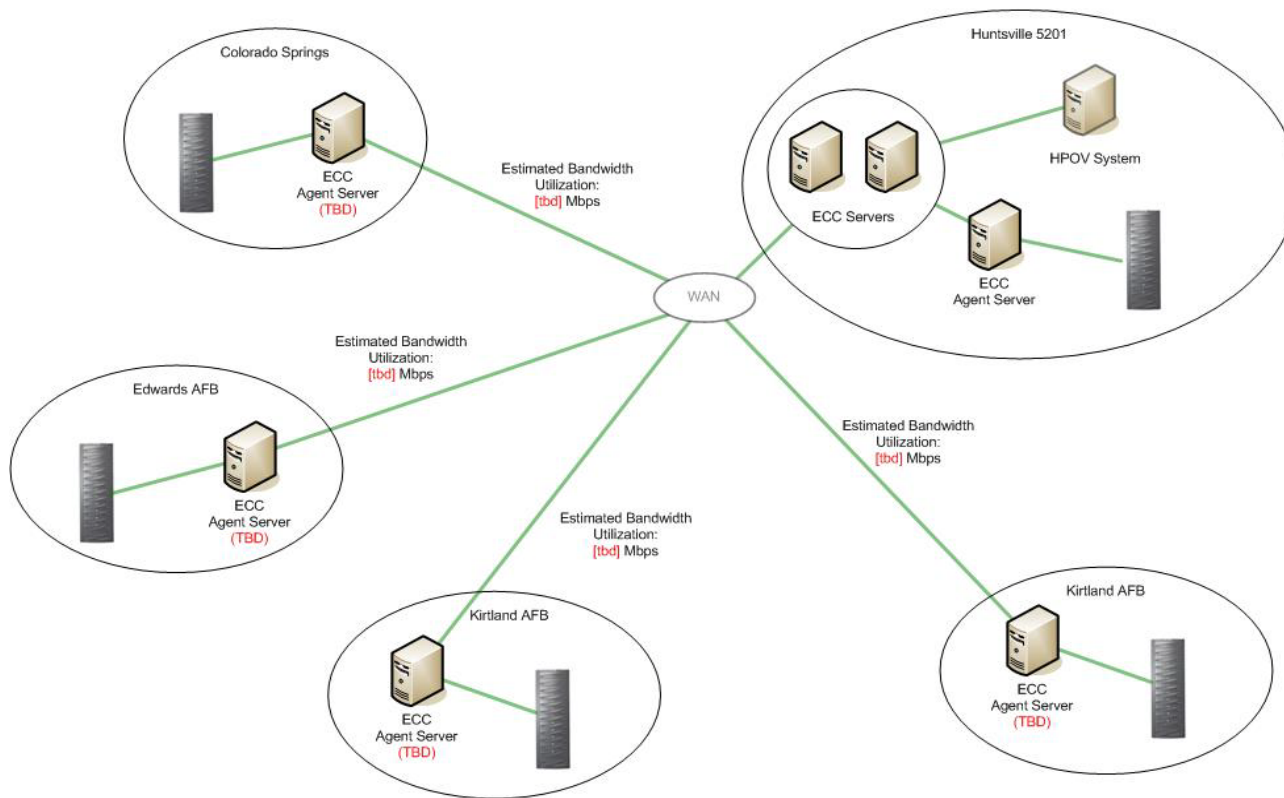 Colorado Springs
ECC
Agent Server
(TBD)
Estimated Bandwidth
Utilization:
[tbd] Mbps
Huntsville 5201
HPOV System
ECC Servers
ECC
Agent Server
WAN
Estimated Bandwidth
Utilization:
[tbd] Mbps
Edwards AFB
ECC
Agent Server
(TBD)
Estimated Bandwidth
Utilization:
[tbd] Mbps
Estimated Bandwidth
Utilization:
[tbd] Mbps
Kirtland AFB
ECC
Agent Server
(TBD)
Kirtland AFB
ECC
Agent Server
(TBD)